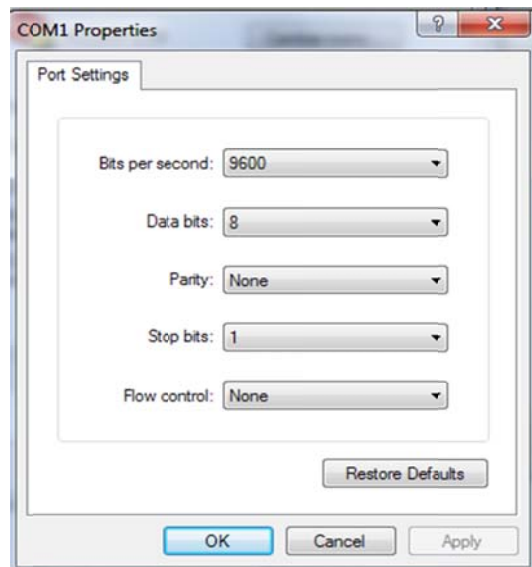 COM1 Properties
Port Settings
Bits per second: 9600
Data bits: 8
Parity: None
Stop bits: 1
Flow control: None
Restore Defaults
OK Cancel Apply